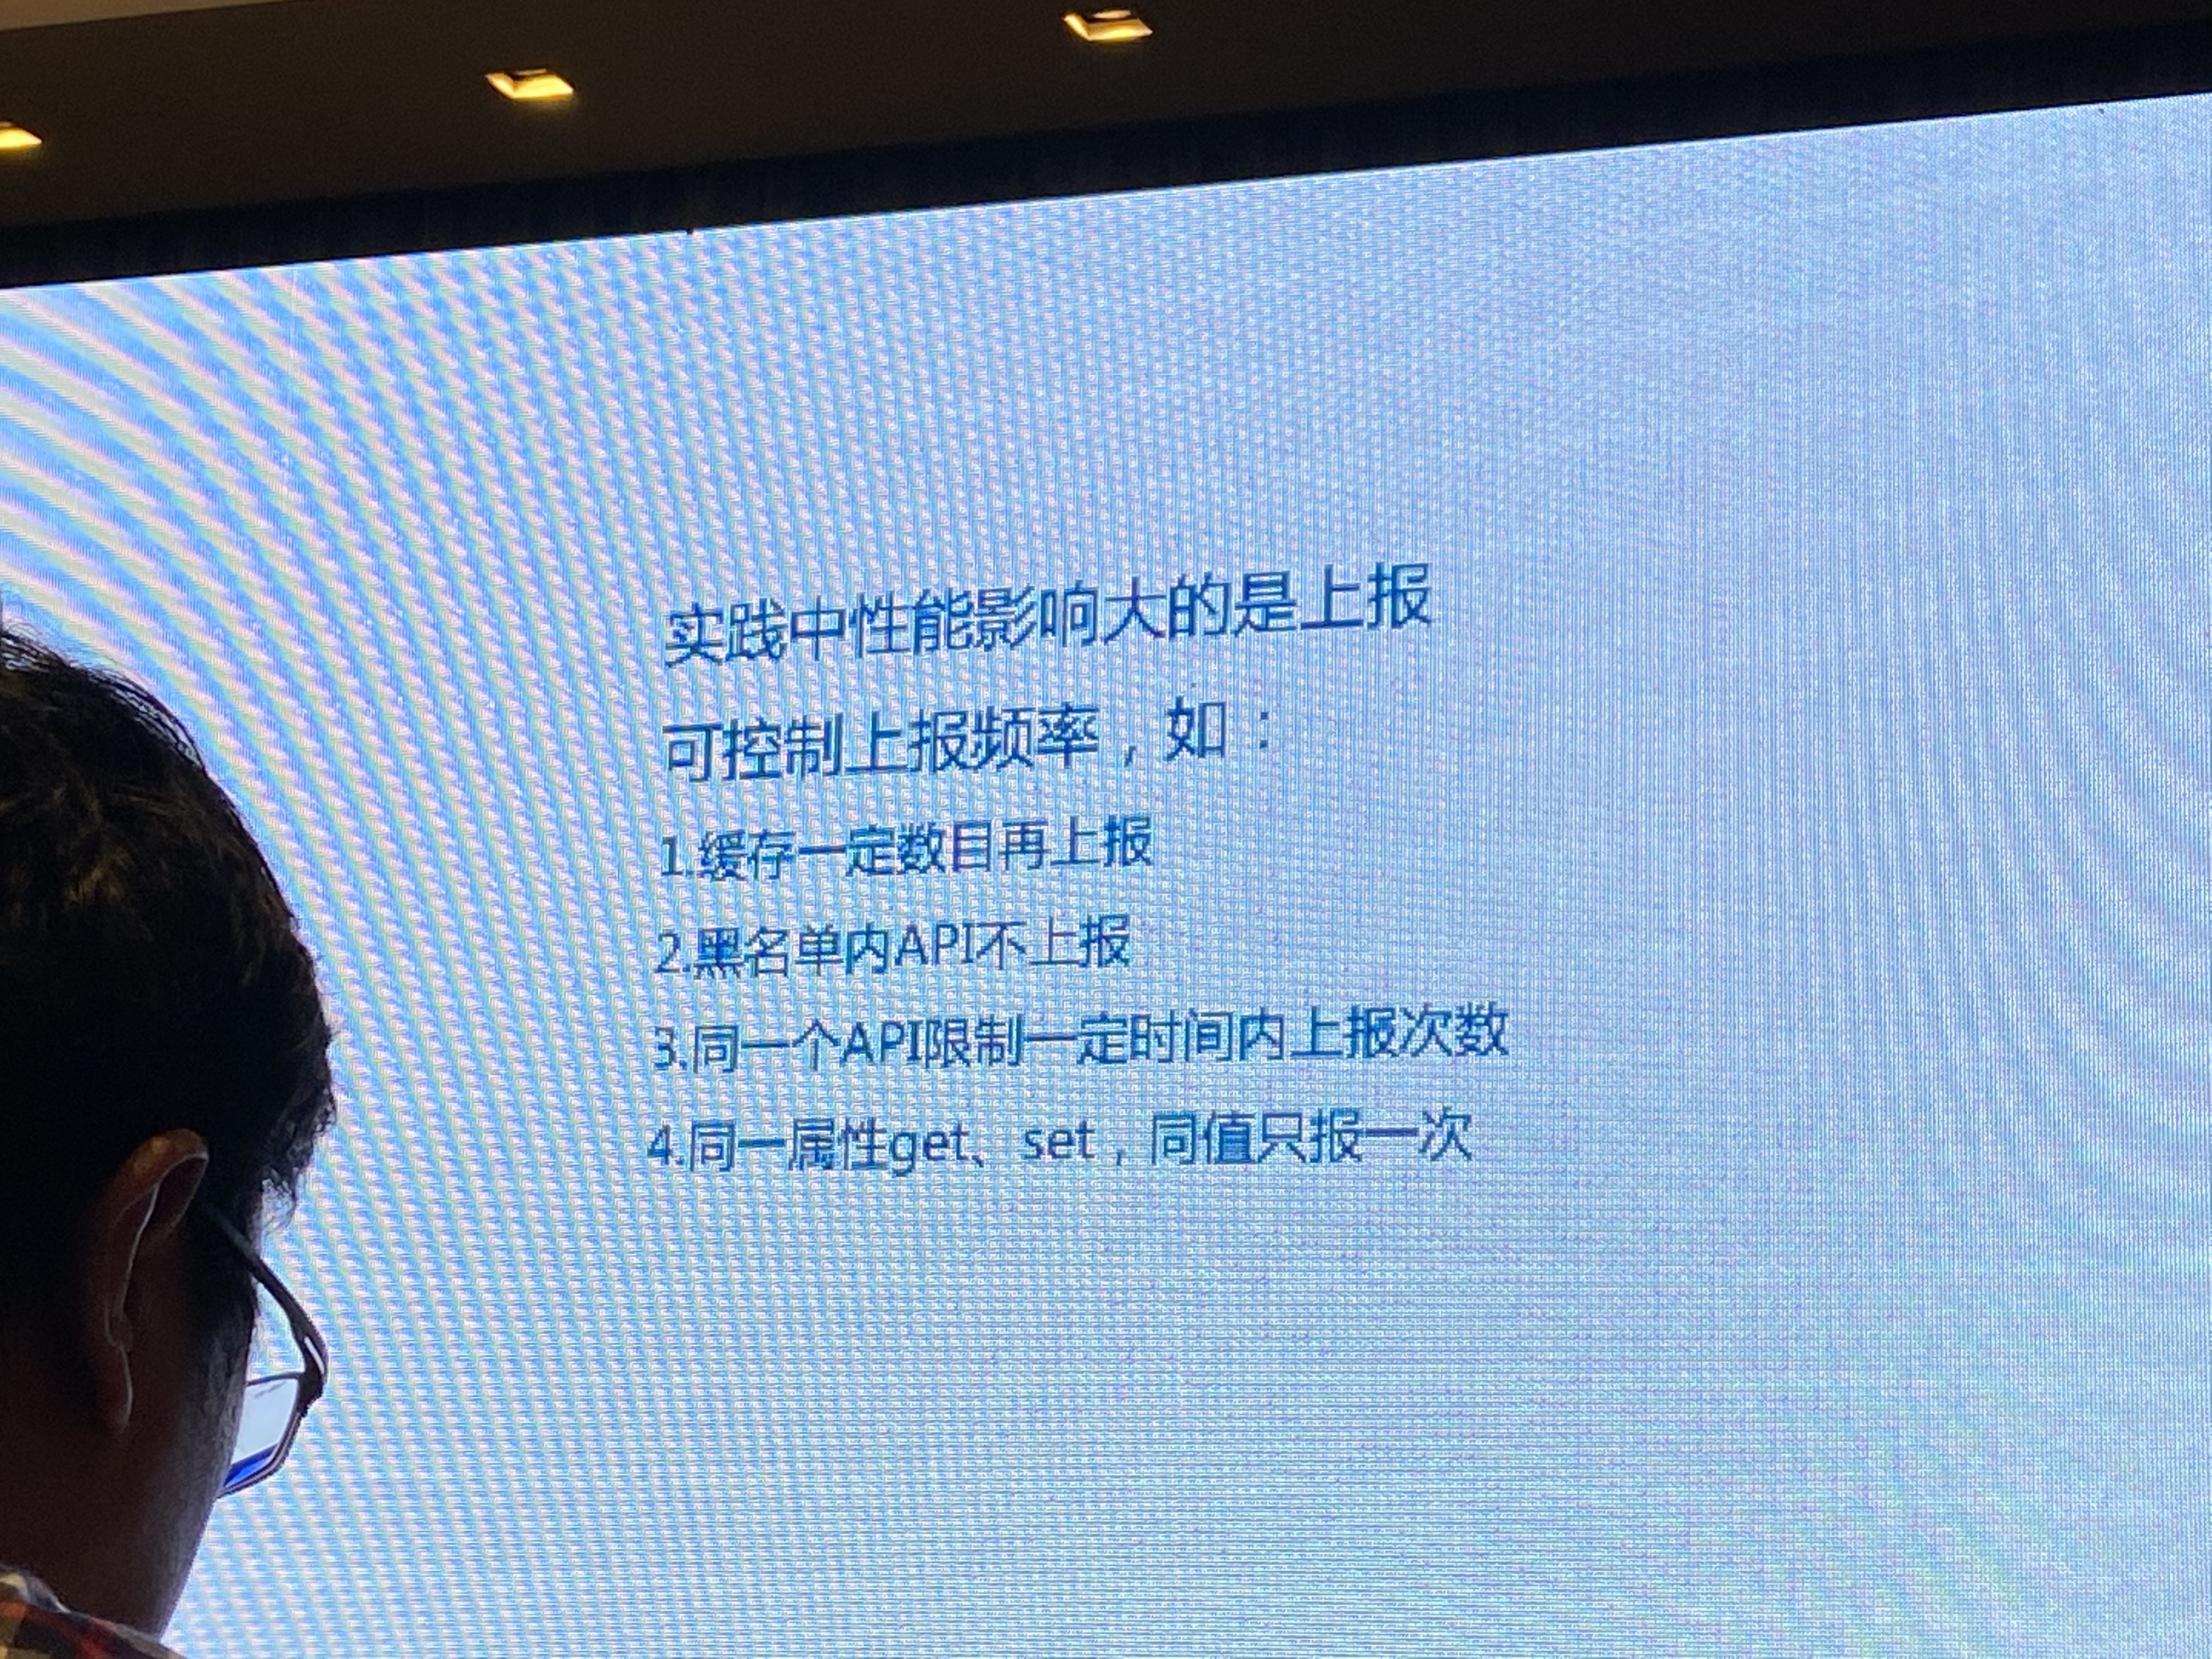 实践中性能影响大的是上报
可控制上报频率，如：
1.缓存一定数目再上报
2.黑名单内API不上报
3.同一个API限制一定时间内上报次数
4.同一属性get、set，同值只报一次